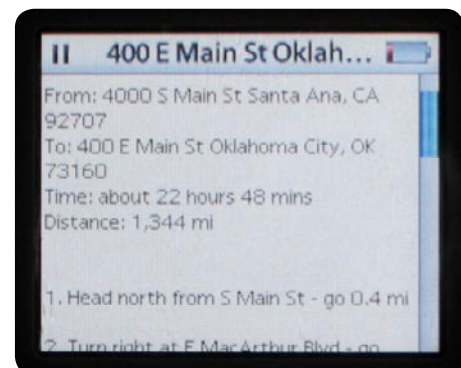 400 E Main St Oklah...
From: 4000 S Main St Santa Ana, CA
92707
To: 400 E Main St Oklahoma City, OK
73160
Time: about 22 hours 48 mins
Distance: 1,344 mi
1. Head north from S Main St - go 0.4 mi
2. Turn right at E MacArthur Blvd - go